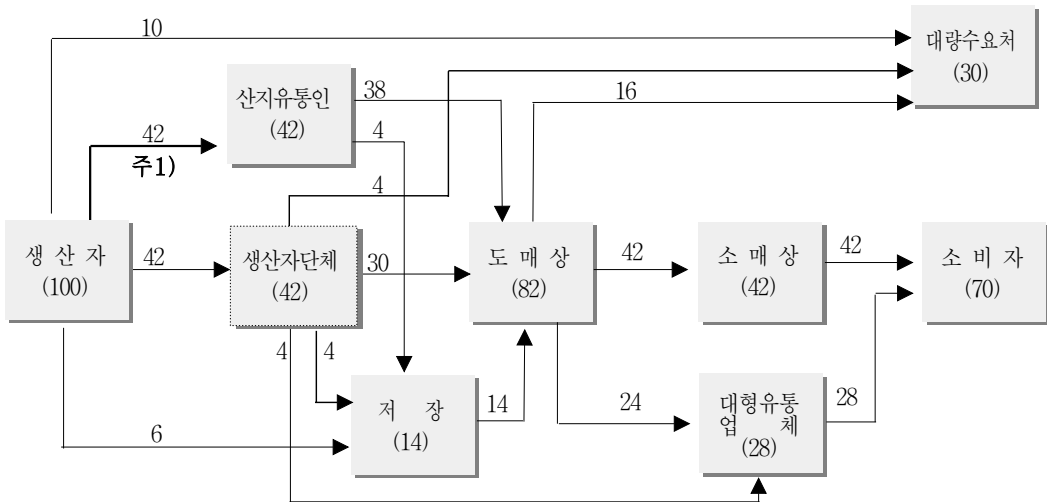 10
대량수요처
(30)
산지유통인
(42)
38
4
16
42
주1)
4
생 산 자
(100)
42
생산자단체
(42)
30
도 매 상
(82)
42
소 매 상
(42)
42
소 비 자
(70)
4
4
저 장
(14)
14
24
대형유통
업 체
(28)
28
6